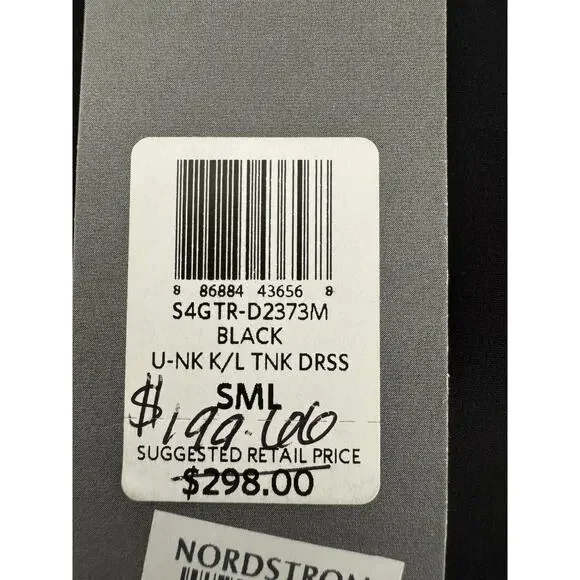 8 86884 43656 8
S4GTR-D2373M
BLACK
U-NK K/L TNK DRSS
SML
$199.00
SUGGESTED RETAIL PRICE
$298.00
NORDSTROM